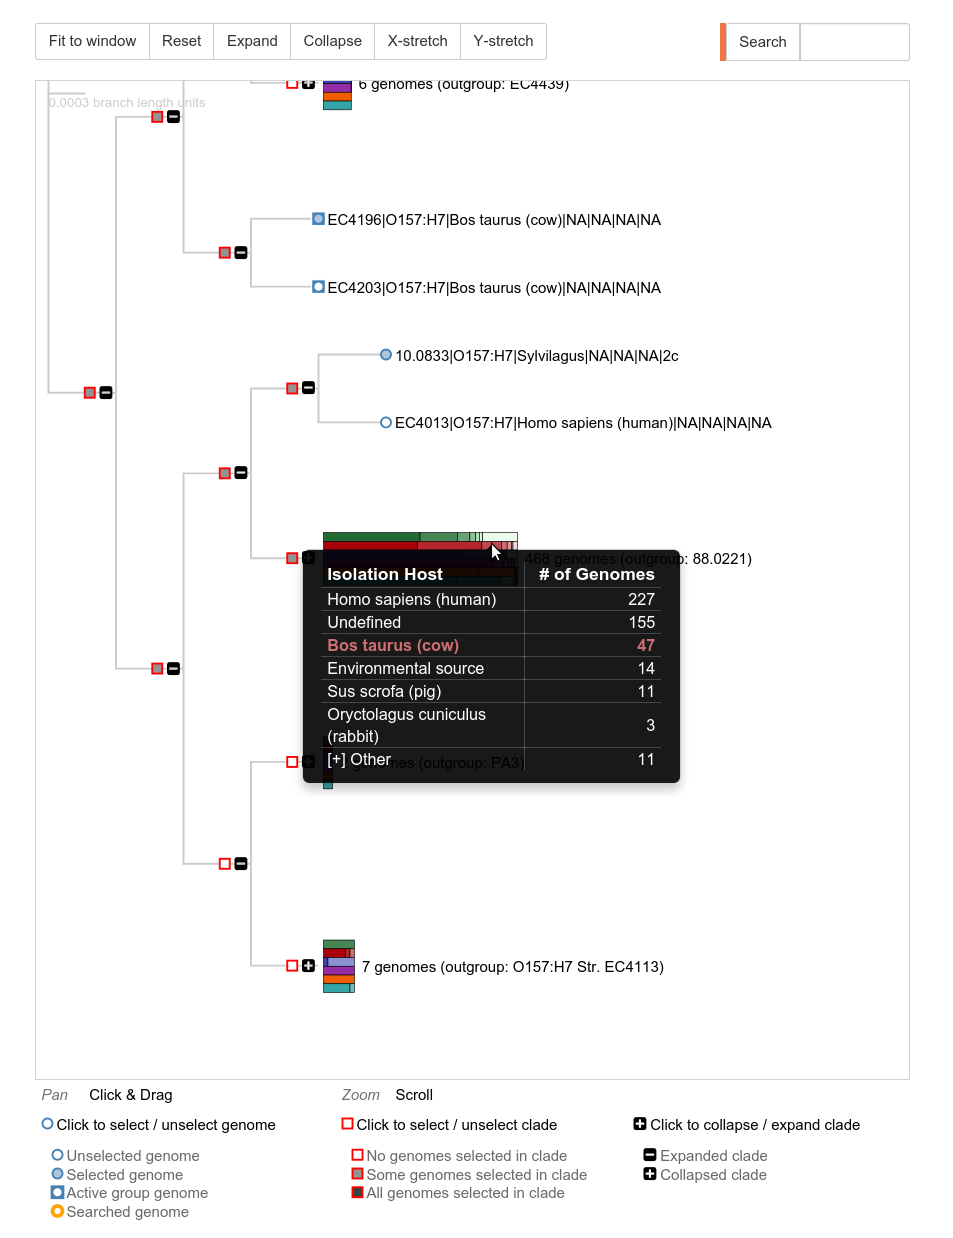 Fit to window Reset Expand Collapse X-stretch Y-stretch Search
6 genomes (outgroup: EC4439)
0.0003 branch length units
EC4196|O157:H7|Bos taurus (cow)|NA|NA|NA|NA
EC4203|O157:H7|Bos taurus (cow)|NA|NA|NA|NA
10.0833|O157:H7|Sylvilagus|NA|NA|NA|2c
EC4013|O157:H7|Homo sapiens (human)|NA|NA|NA|NA
468 genomes (outgroup: 88.0221)
Isolation Host # of Genomes
Homo sapiens (human) 227
Undefined 155
Bos taurus (cow) 47
Environmental source 14
Sus scrofa (pig) 11
Oryctolagus cuniculus
(rabbit) 3
[+] Other 11
genomes (outgroup: PA3)
7 genomes (outgroup: O157:H7 Str. EC4113)
Pan Click & Drag Zoom Scroll
Click to select / unselect genome Click to select / unselect clade Click to collapse / expand clade
Unselected genome No genomes selected in clade Expanded clade
Selected genome Some genomes selected in clade Collapsed clade
Active group genome All genomes selected in clade
Searched genome